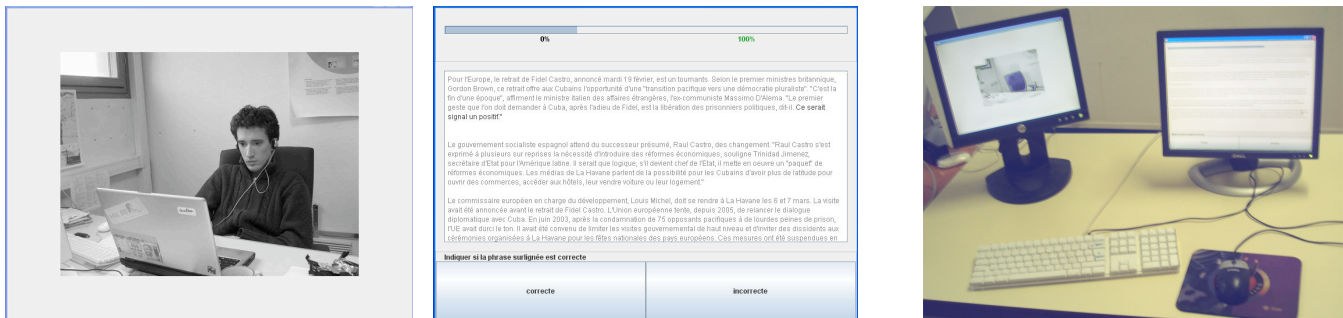 0%
100%
Pour l'Europe, le retrait de Fidel Castro, annoncé mardi 19 février, est un tournants. Selon le premier ministres britannique,
Gordon Brown, ce retrait offre aux Cubains l'opportunité d'une "transition pacifique vers une démocratie pluraliste". "C'est la
fin d'une époque", affirment le ministre italien des affaires étrangères, l'ex-communiste Massimo D'Alema. "Le premier
geste que l'on doit demander à Cuba, après l'adieu de Fidel, est la libération des prisonniers politiques, dit-il. Ce serait
signal un positif."
Le gouvernement socialiste espagnol attend du successeur présumé, Raul Castro, des changement. "Raul Castro s'est
exprimé à plusieurs sur reprises la nécessité d'introduire des réformes économiques, souligne Trinidad Jimenez,
secrétaire d'Etat pour l'Amérique latine. Il serait que logique, s'il devient chef de l'Etat, il mette en oeuvre un "paquet" de
réformes économiques. Les médias de La Havane parlent de la possibilité pour les Cubains d'avoir plus de latitude pour
ouvrir des commerces, accéder aux hôtels, leur vendre voiture ou leur logement."
Le commissaire européen en charge du développement, Louis Michel, doit se rendre à La Havane les 6 et 7 mars. La visite
avait été annoncée avant le retrait de Fidel Castro. L'Union européenne tente, depuis 2005, de relancer le dialogue
diplomatique avec Cuba. En juin 2003, après la condamnation de 75 opposants pacifiques à de lourdes peines de prison,
l'UE avait durci le ton. Il avait été convenu de limiter les visites gouvernemental de haut niveau et d'inviter des dissidents aux
cérémonies organisées à La Havane pour les fêtes nationales des pays européens. Ces mesures ont été suspendues en
Indiquer si la phrase surlignée est correcte
correcte
incorrecte